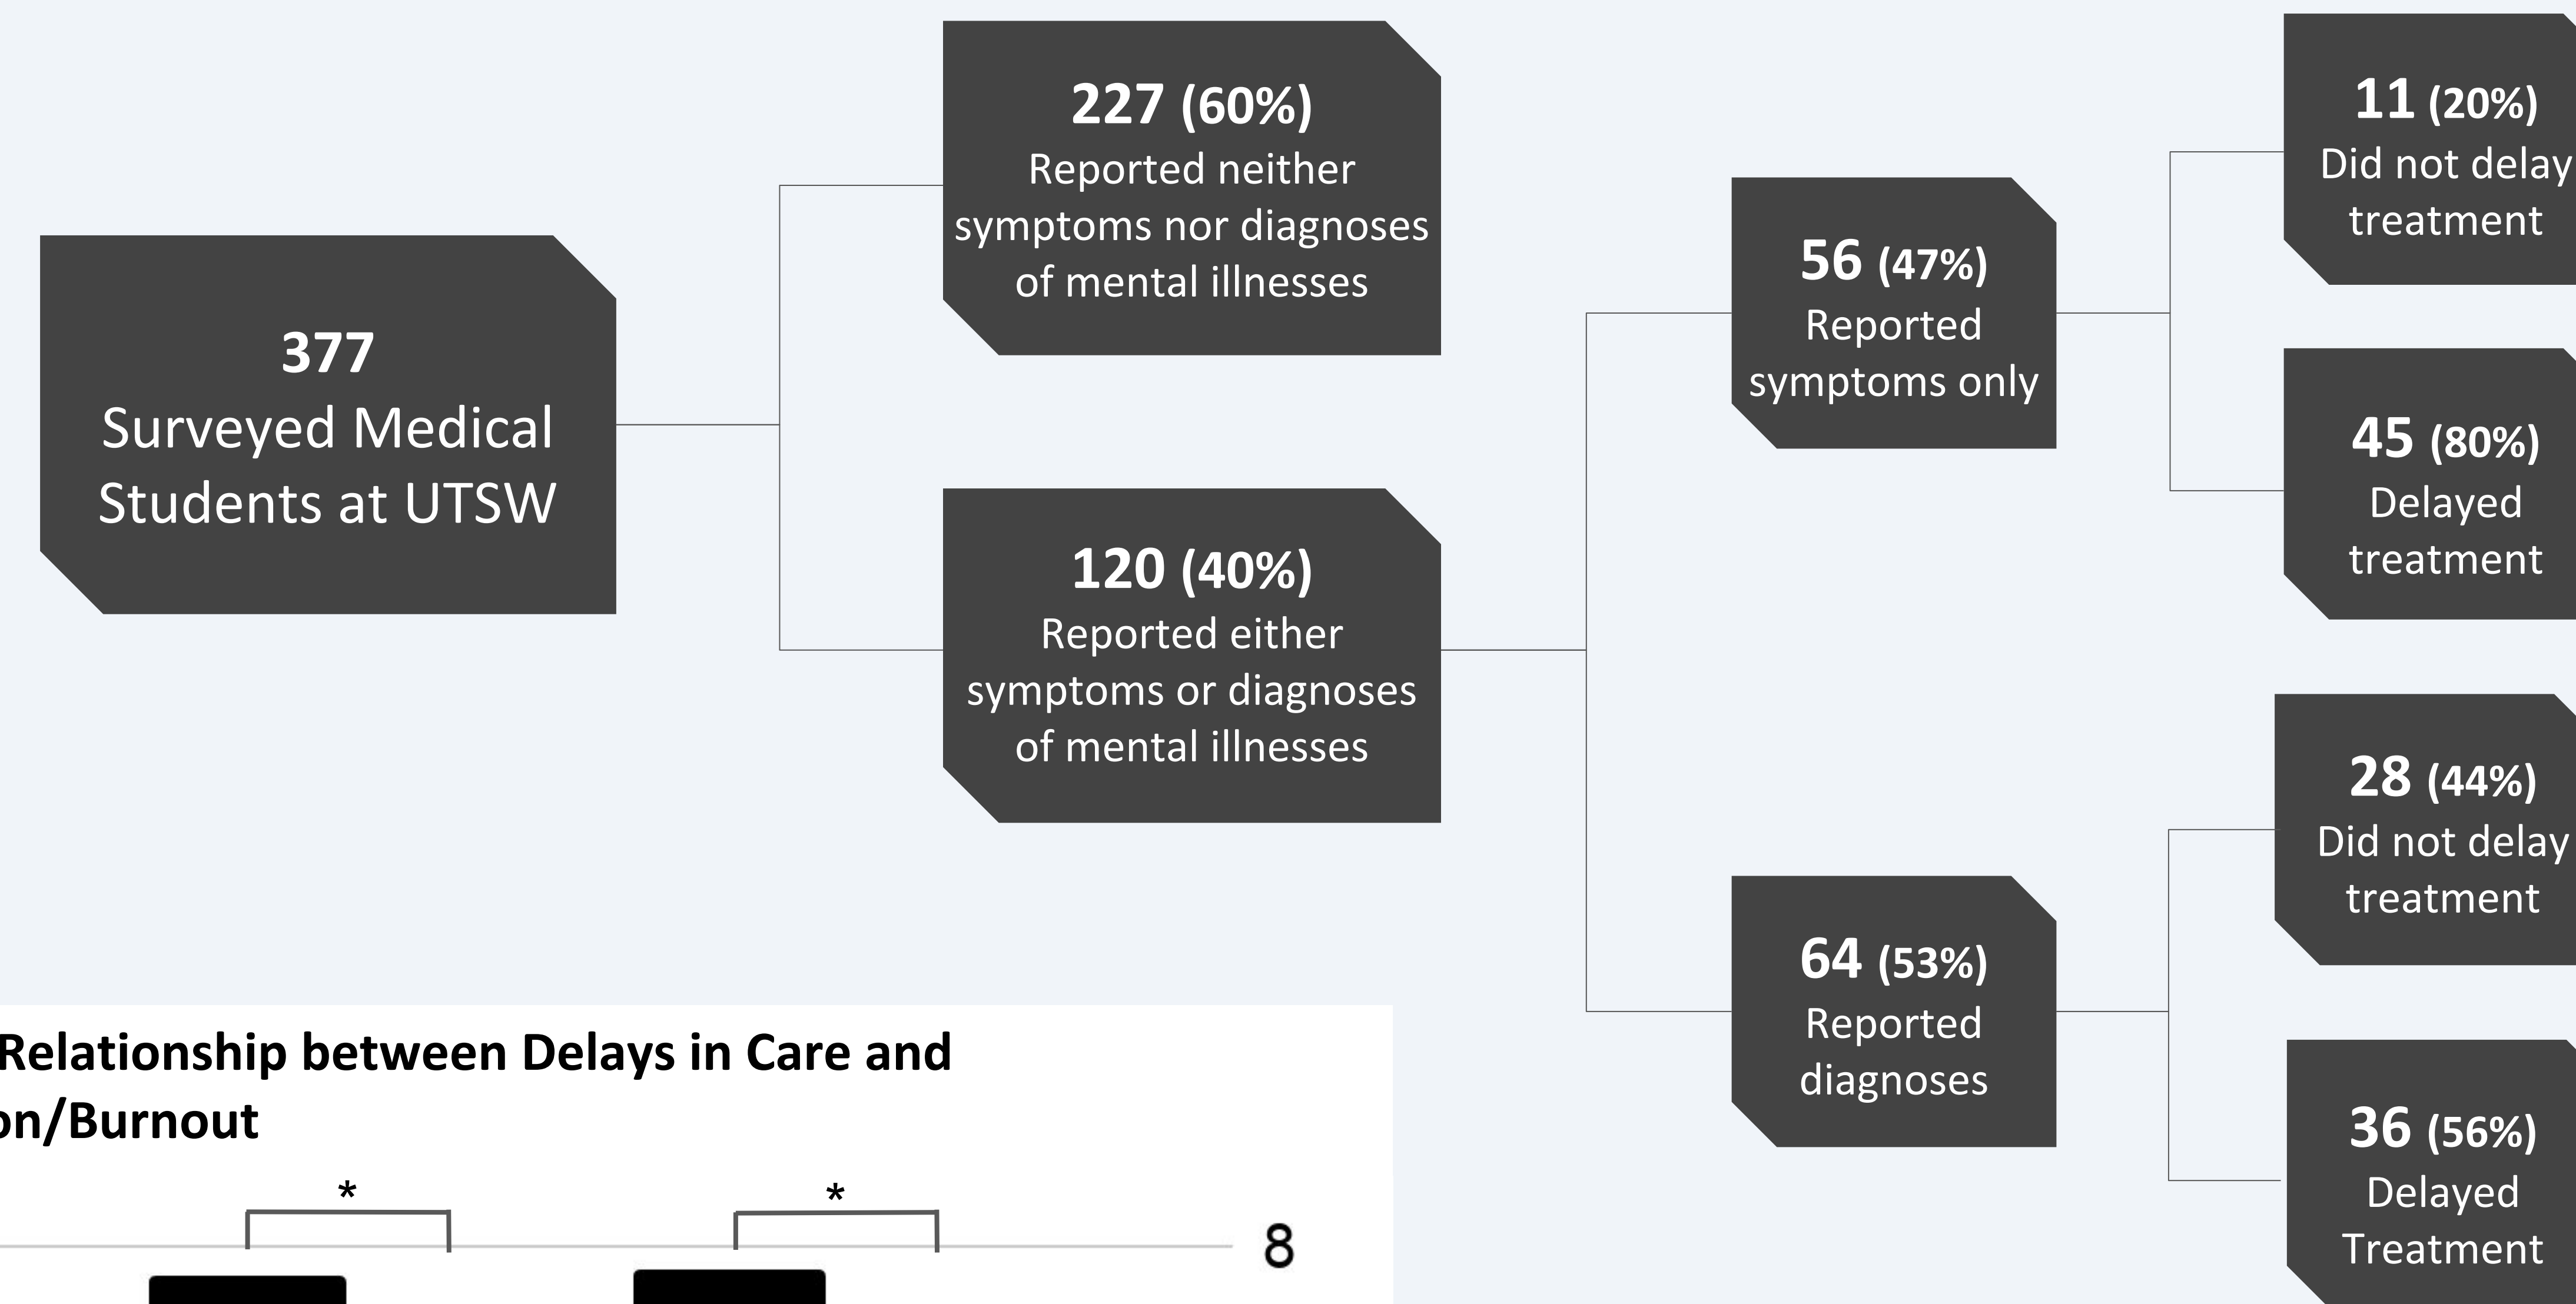 377
Surveyed Medical
Students at UTSW
227 (60%)
Reported neither
symptoms nor diagnoses
of mental illnesses
120 (40%)
Reported either
symptoms or diagnoses
of mental illnesses
56 (47%)
Reported
symptoms only
64 (53%)
Reported
diagnoses
11 (20%)
Did not delay
treatment
45 (80%)
Delayed
treatment
28 (44%)
Did not delay
treatment
36 (56%)
Delayed
Treatment
Relationship between Delays in Care and
on/Burnout
* *
8